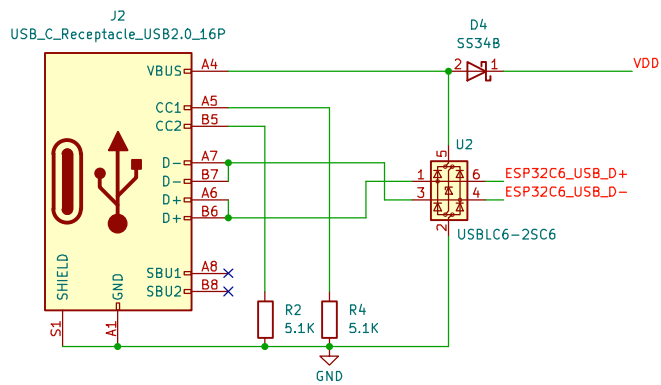 J2
USB_C_Receptacle_USB2.0_16P
D4
SS34B
VBUS A4
2 1
VDD
CC1 A5
CC2 B5
D- A7
D- B7
D+ A6
D+ B6
U2
5
1 6 ESP32C6_USB_D+
3 4 ESP32C6_USB_D-
2
USBLC6-2SC6
SBU1 A8
SBU2 B8
SHIELD
GND
S1
A1
R2
5.1K
R4
5.1K
GND